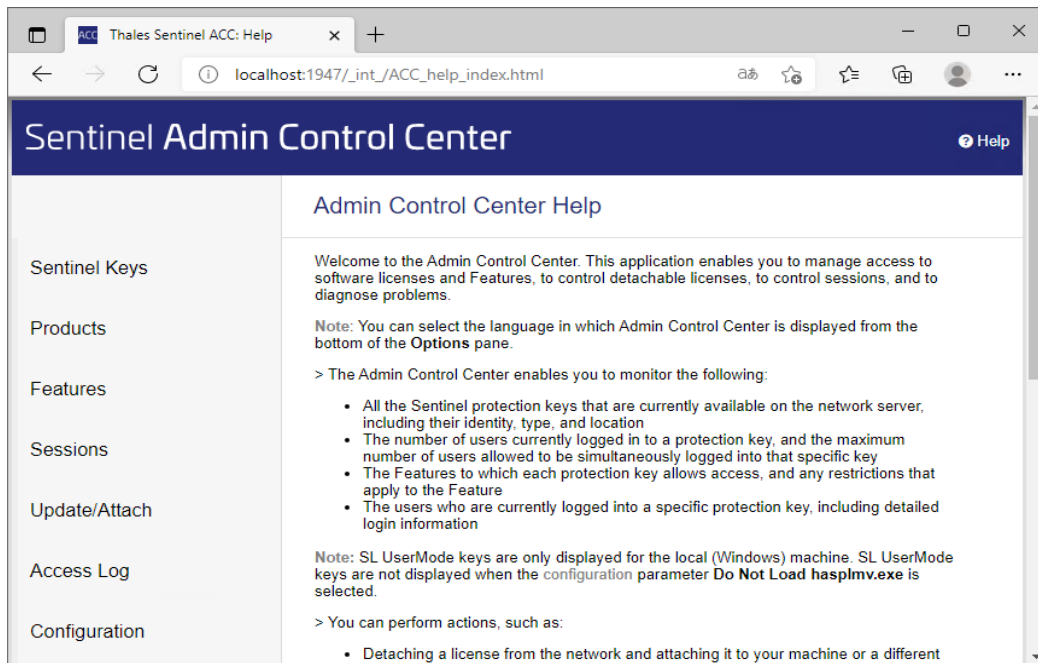 ACC Thales Sentinel ACC: Help
localhost:1947/_int_/ACC_help_index.html
aあ
Sentinel Admin Control Center
? Help
Admin Control Center Help
Sentinel Keys
Products
Features
Sessions
Update/Attach
Access Log
Configuration
Welcome to the Admin Control Center. This application enables you to manage access to
software licenses and Features, to control detachable licenses, to control sessions, and to
diagnose problems.
Note: You can select the language in which Admin Control Center is displayed from the
bottom of the Options pane.
> The Admin Control Center enables you to monitor the following:
• All the Sentinel protection keys that are currently available on the network server,
including their identity, type, and location
• The number of users currently logged in to a protection key, and the maximum
number of users allowed to be simultaneously logged into that specific key
• The Features to which each protection key allows access, and any restrictions that
apply to the Feature
• The users who are currently logged into a specific protection key, including detailed
login information
Note: SL UserMode keys are only displayed for the local (Windows) machine. SL UserMode
keys are not displayed when the configuration parameter Do Not Load hasplmv.exe is
selected.
> You can perform actions, such as:
• Detaching a license from the network and attaching it to your machine or a different